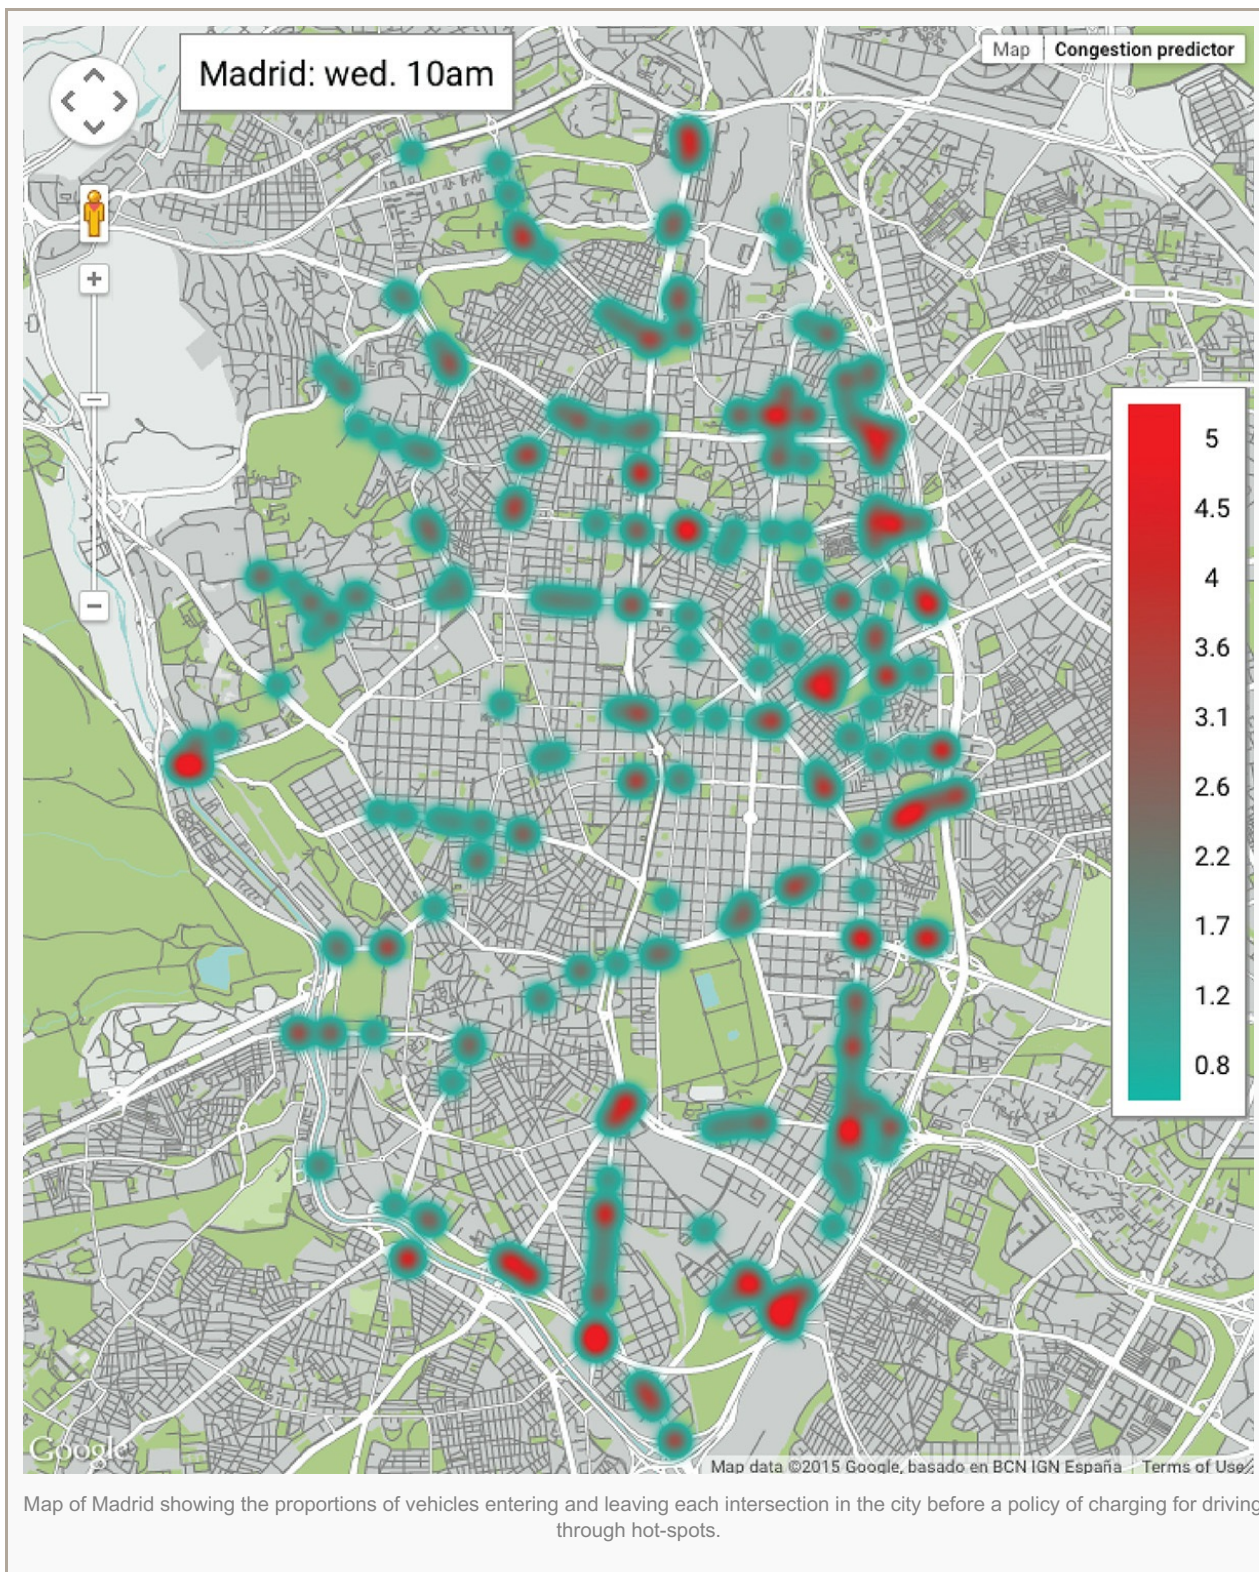 Madrid: wed. 10am
Map
Congestion predictor
5
4.5
4
3.6
3.1
2.6
2.2
1.7
1.2
0.8
Google
Map data ©2015 Google, basado en BCN IGN España
Terms of Use
Map of Madrid showing the proportions of vehicles entering and leaving each intersection in the city before a policy of charging for driving
through hot-spots.